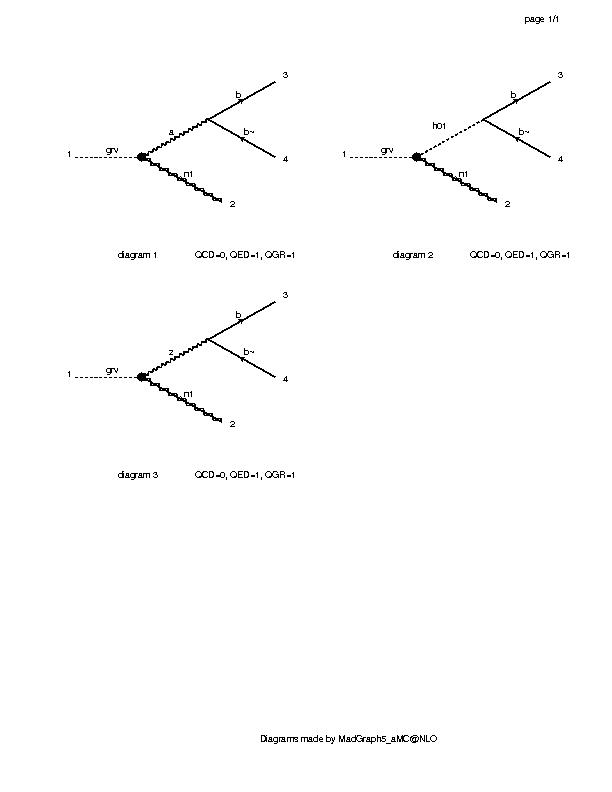 page 1/1
3
b
a
b~
1
grv
4
n1
2
diagram 1 QCD=0, QED=1, QGR=1
3
b
h01
b~
1
grv
4
n1
2
diagram 2 QCD=0, QED=1, QGR=1
3
b
z
b~
1
grv
4
n1
2
diagram 3 QCD=0, QED=1, QGR=1
Diagrams made by MadGraph5_aMC@NLO